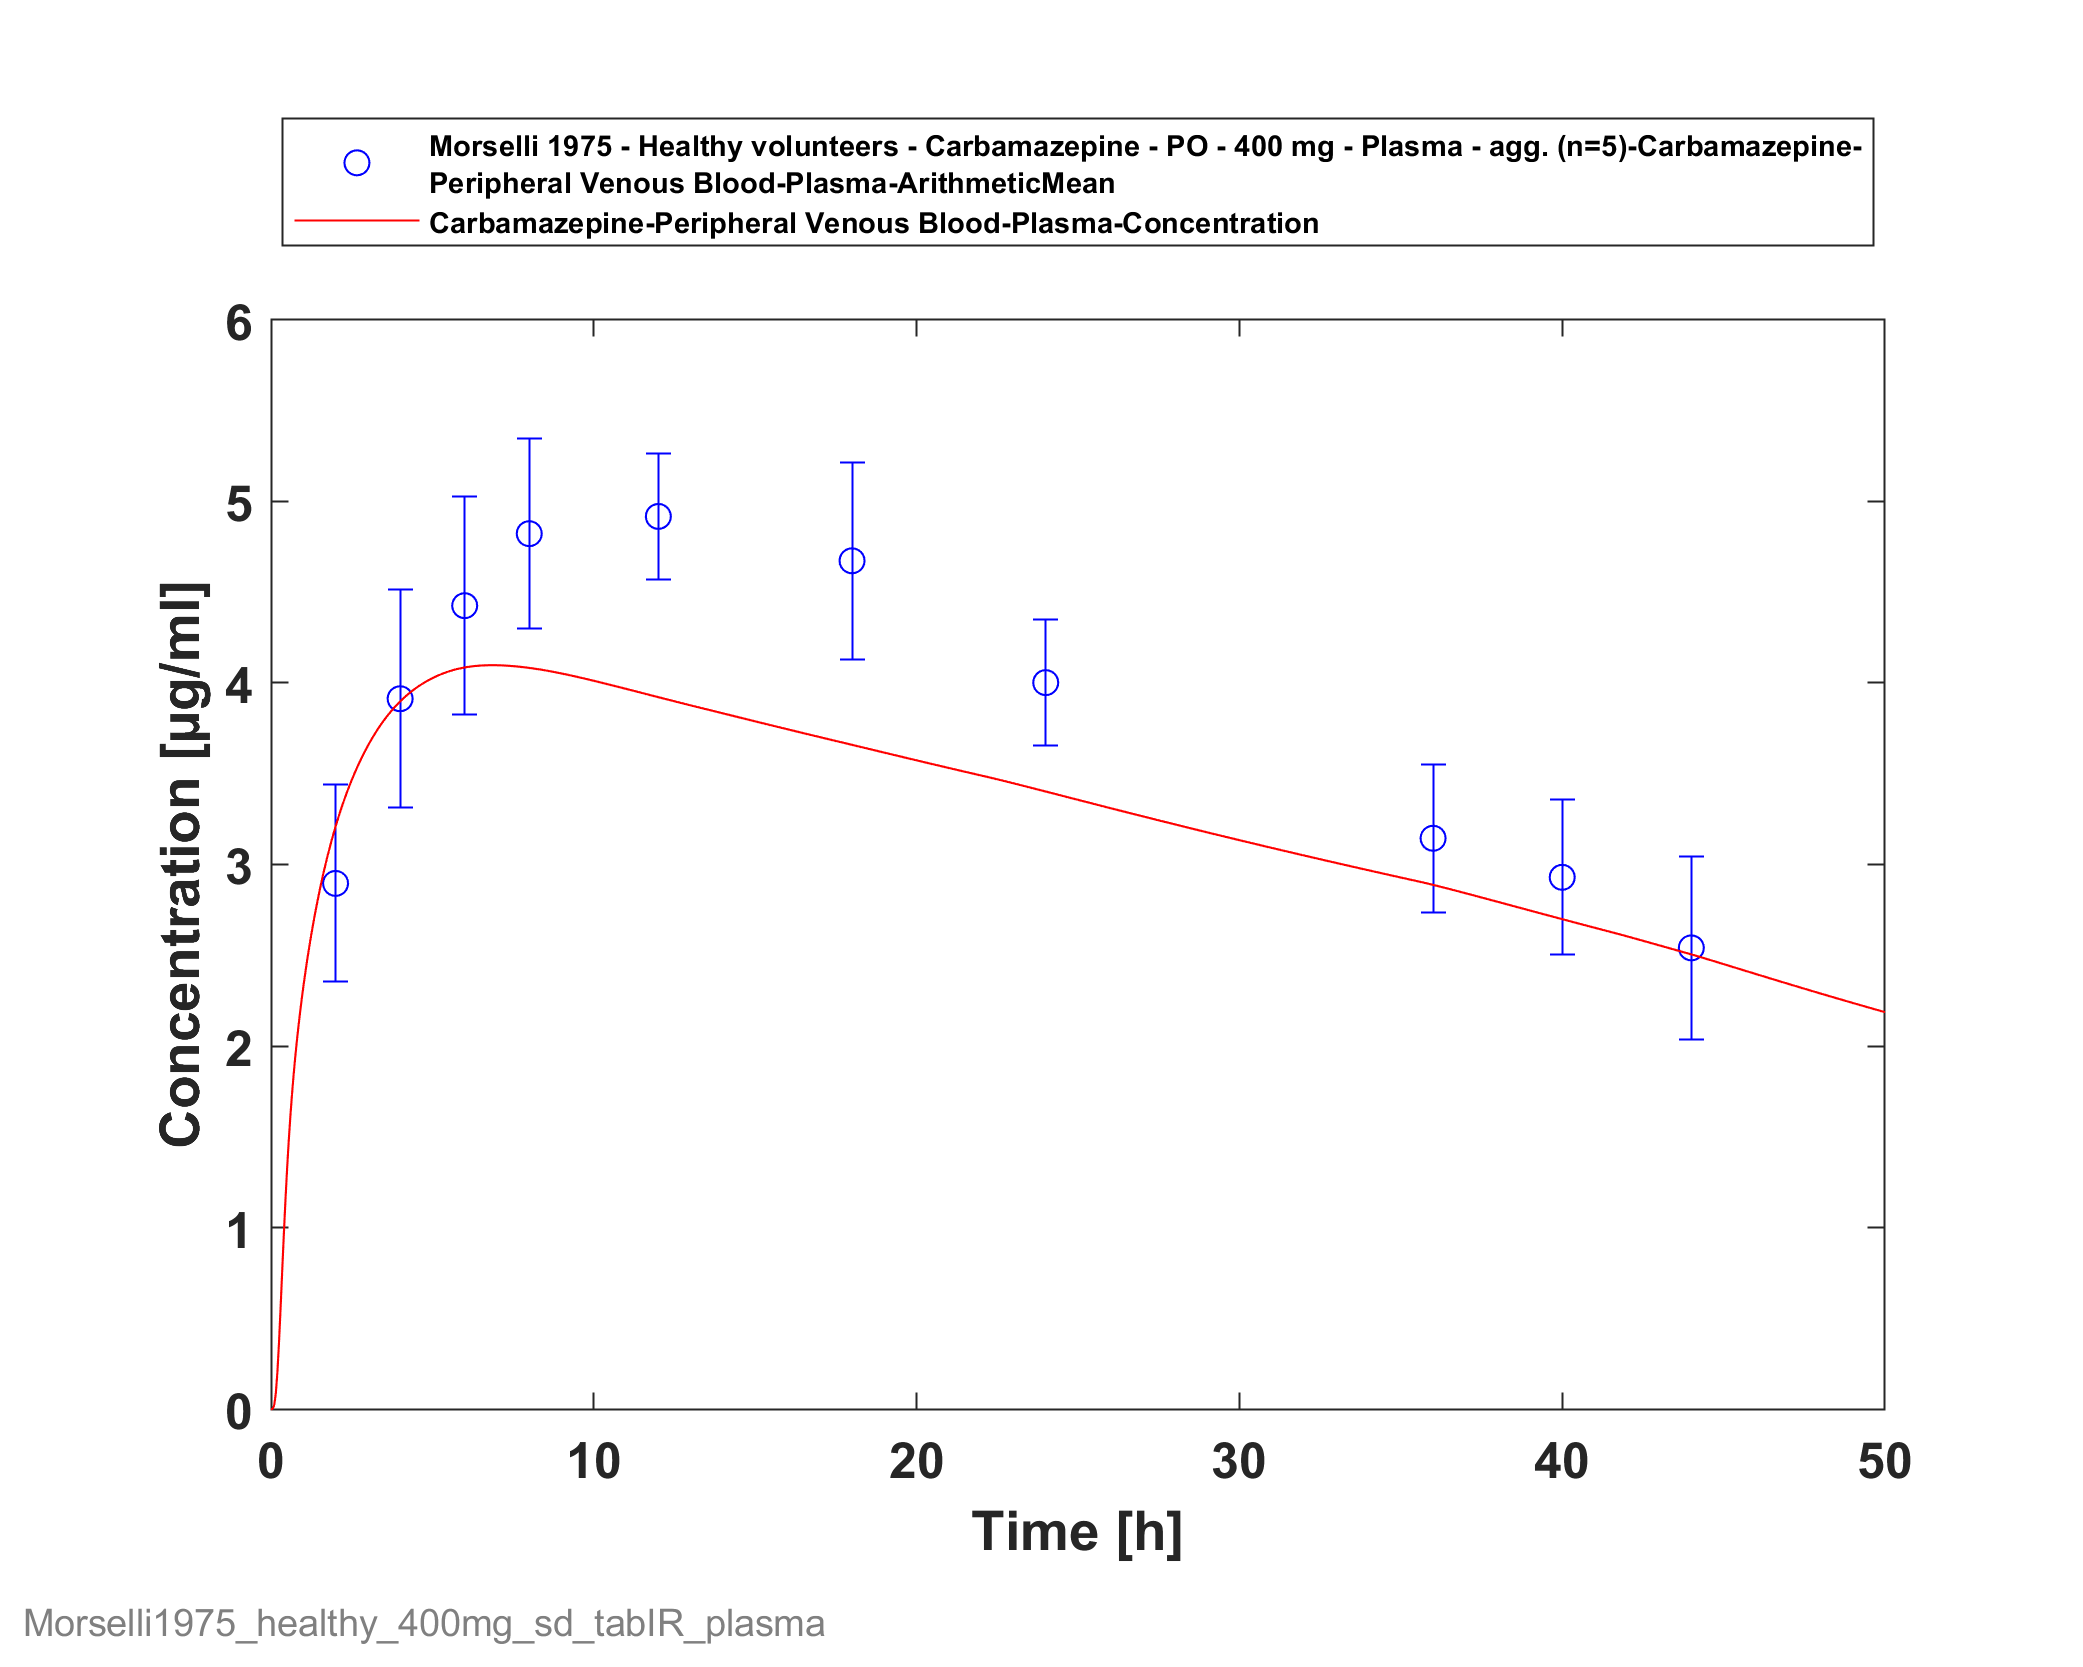 Morselli 1975 - Healthy volunteers - Carbamazepine - PO - 400 mg - Plasma - agg. (n=5)-Carbamazepine-
Peripheral Venous Blood-Plasma-ArithmeticMean
Carbamazepine-Peripheral Venous Blood-Plasma-Concentration
6
5
4
3
2
1
0
Concentration [µg/ml]
0 10 20 30 40 50
Time [h]
Morselli1975_healthy_400mg_sd_tabIR_plasma